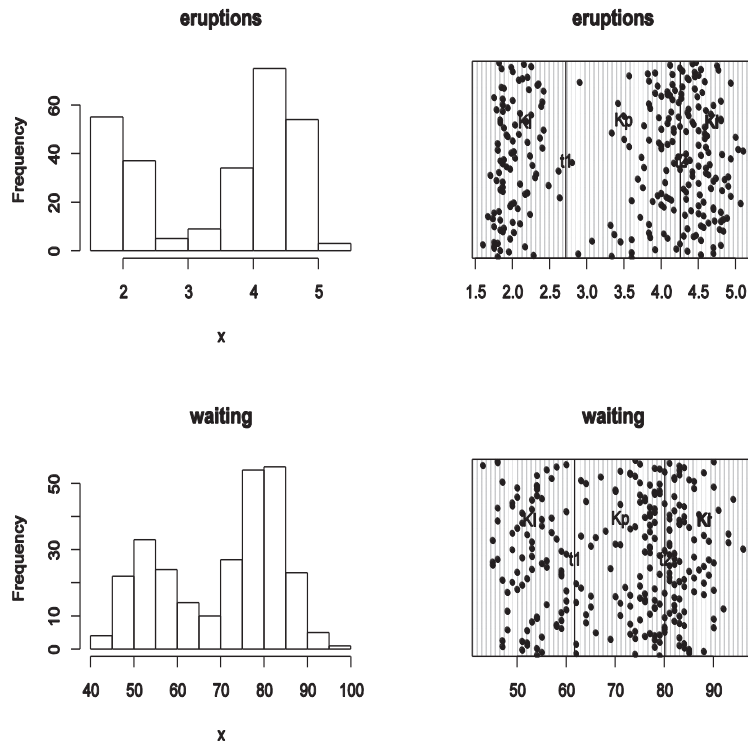 eruptions
Frequency
0 20 40 60
2 3 4 5
x
eruptions
Kl Kp Kr
t1 t2
1.5 2.0 2.5 3.0 3.5 4.0 4.5 5.0
waiting
Frequency
0 10 30 50
40 50 60 70 80 90 100
x
waiting
Kl Kp Kr
t1 t2
50 60 70 80 90